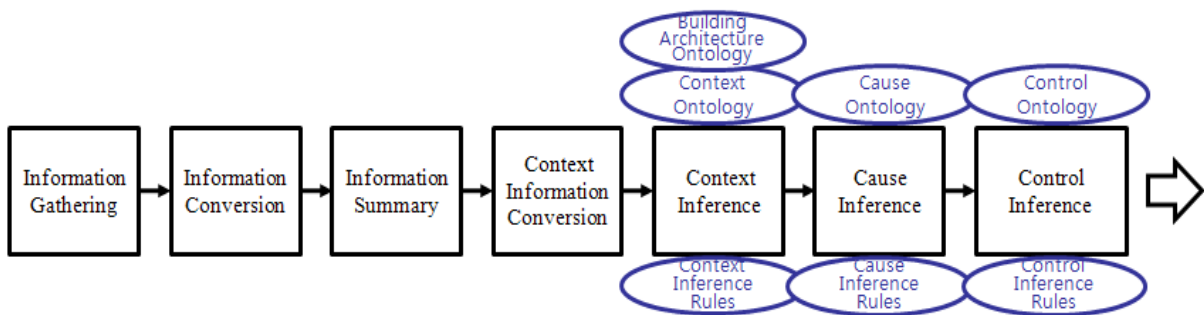 Building
Architecture
Ontology
Context
Ontology
Cause
Ontology
Control
Ontology
Information
Gathering
Information
Conversion
Information
Summary
Context
Information
Conversion
Context
Inference
Cause
Inference
Control
Inference
Context
Inference
Rules
Cause
Inference
Rules
Control
Inference
Rules